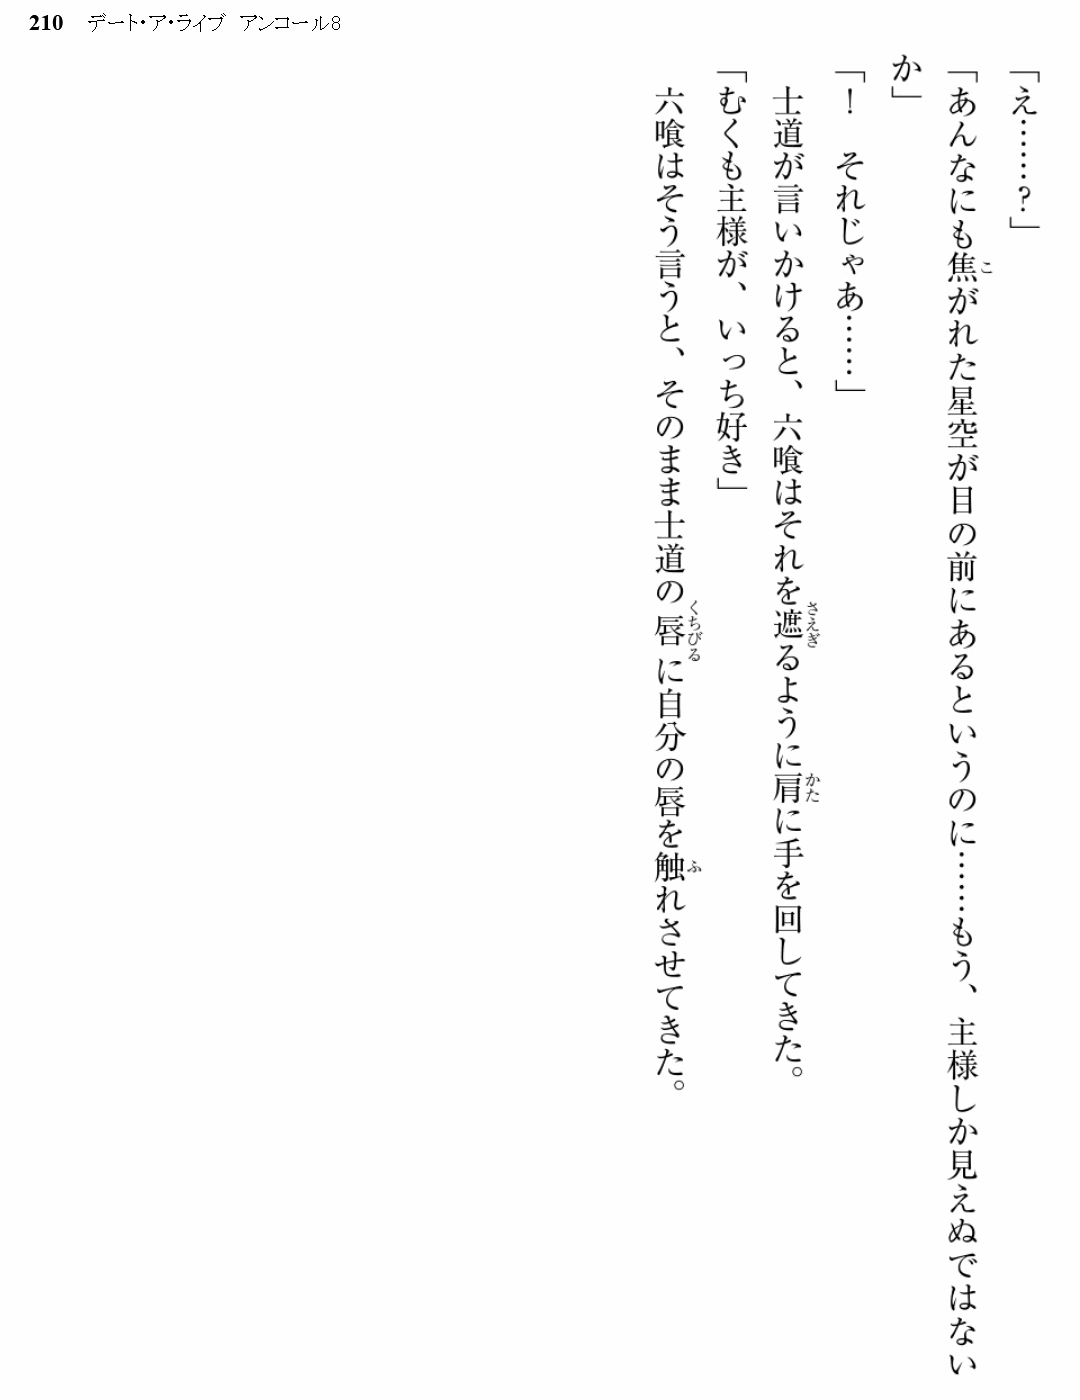 210 デート・ア・ライブ アンコール8
「え……?」
「あんなにも焦がれた星空が目の前にあるというのに……もう、主様しか見えぬではない
か」
「! それじゃあ……」
士道が言いかけると、六喰はそれを遮るように肩に手を回してきた。
「むくも主様が、いっち好き」
六喰はそう言うと、そのまま士道の唇に自分の唇を触れさせてきた。